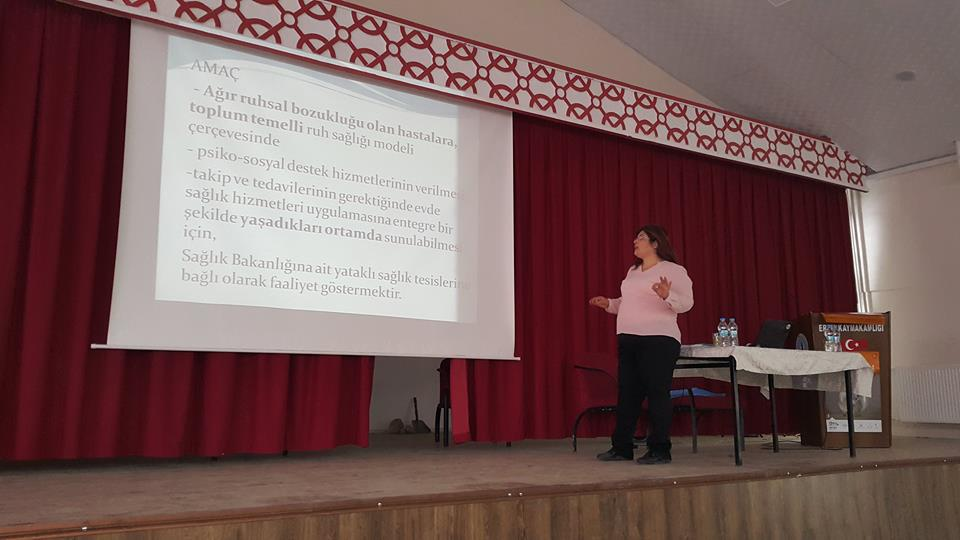 AMAÇ
- Ağır ruhsal bozukluğu olan hastalara,
toplum temelli ruh sağlığı modeli
çerçevesinde
- psiko-sosyal destek hizmetlerinin verilmesi
-takip ve tedavilerinin gerektiğinde evde
sağlık hizmetleri uygulamasına entegre bir
şekilde yaşadıkları ortamda sunulabilmesi
için,
Sağlık Bakanlığına ait yataklı sağlık tesislerine
bağlı olarak faaliyet göstermektir.
KAYMAKAMLIĞI